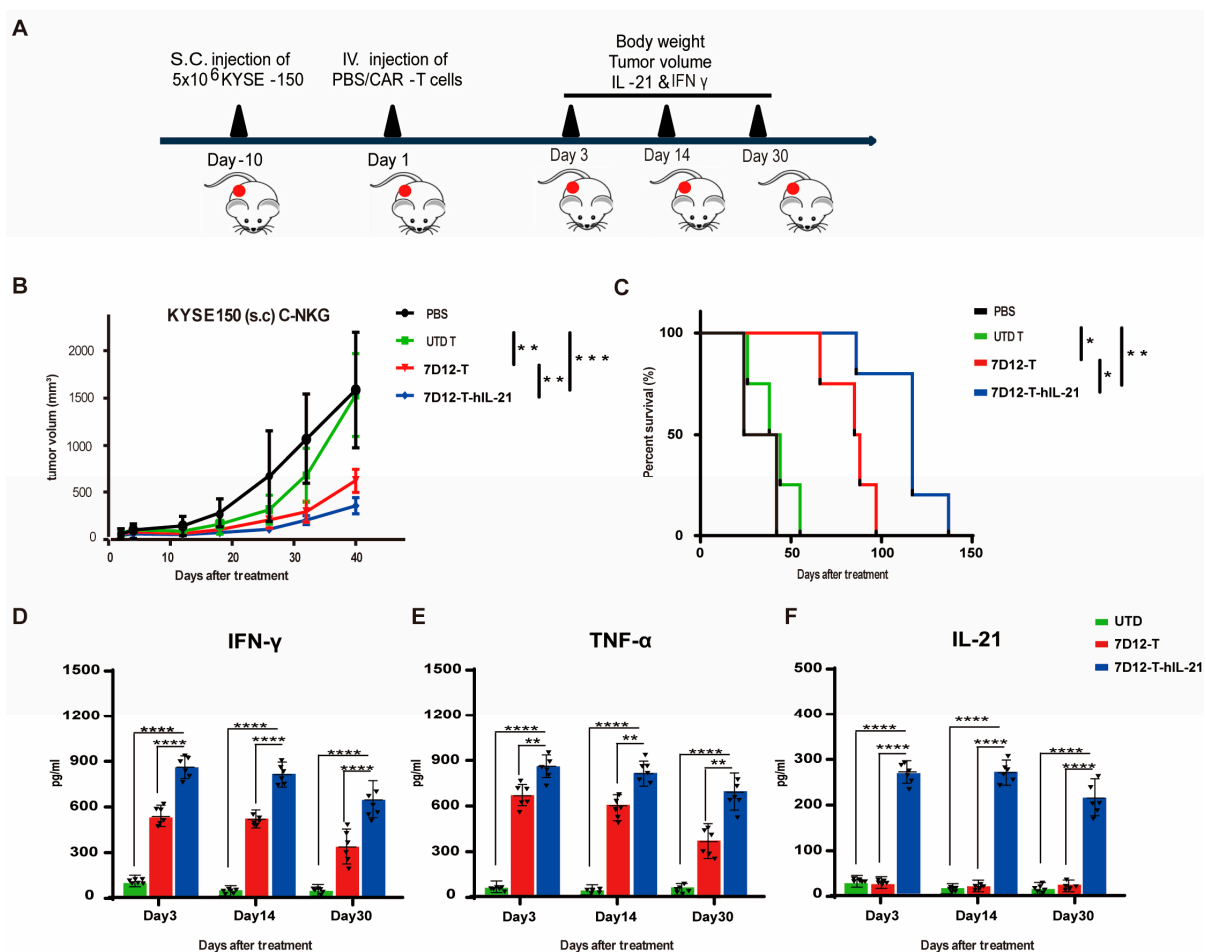 A
S.C. injection of
5x10⁶ KYSE -150
IV. injection of
PBS/CAR -T cells
Body weight
Tumor volume
IL -21 & IFN γ
Day -10
Day 1
Day 3
Day 14
Day 30
B
KYSE150 (s.c) C-NKG
tumor volume (mm³)
2000
1500
1000
500
0
0 10 20 30 40
Days after treatment
PBS
UTD T
7D12-T
7D12-T-hIL-21
**
**
***
C
Percent survival (%)
100
50
0
0 50 100 150
Days after treatment
PBS
UTD T
7D12-T
7D12-T-hIL-21
*
*
**
D
IFN-γ
pg/ml
1500
1200
900
600
300
0
****
****
****
****
****
****
Day3 Day14 Day30
Days after treatment
E
TNF-α
pg/ml
1500
1200
900
600
300
0
****
**
****
**
****
**
Day3 Day14 Day30
Days after treatment
F
IL-21
pg/ml
500
400
300
200
100
0
****
****
****
****
****
****
Day3 Day14 Day30
Days after treatment
UTD
7D12-T
7D12-T-hIL-21